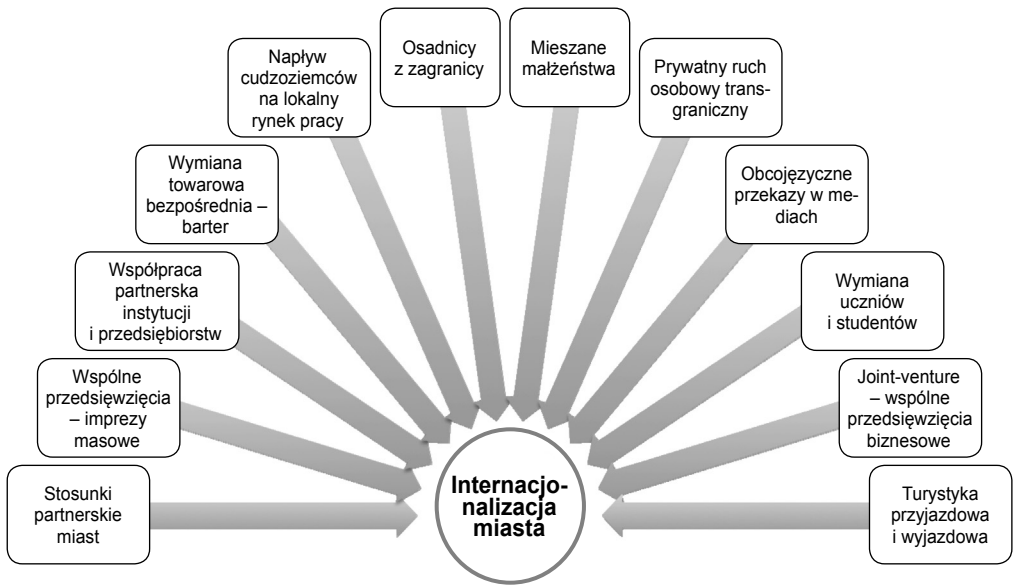 Stosunki
partnerskie
miast
Wspólne
przedsięwzięcia
– imprezy
masowe
Współpraca
partnerska
instytucji
i przedsiębiorstw
Wymiana
towarowa
bezpośrednia –
barter
Napływ
cudzoziemców
na lokalny
rynek pracy
Osadnicy
z zagranicy
Mieszane
małżeństwa
Prywatny ruch
osobowy trans-
graniczny
Obcojęzyczne
przekazy w me-
diach
Wymiana
uczniów
i studentów
Joint-venture
– wspólne
przedsięwzięcia
biznesowe
Turystyka
przyjazdowa
i wyjazdowa
Internacjo-
nalizacja
miasta